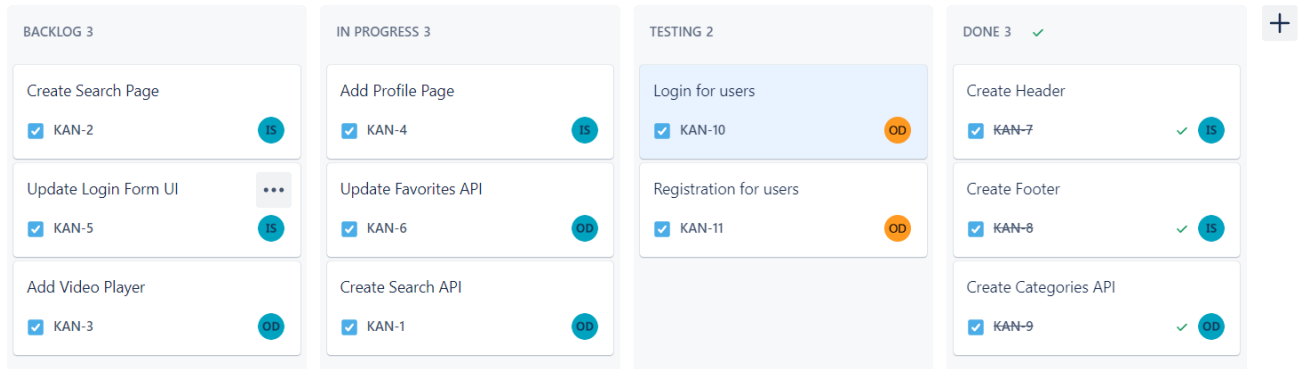 BACKLOG 3
Create Search Page
KAN-2 IS
Update Login Form UI
KAN-5 IS
Add Video Player
KAN-3 OD
IN PROGRESS 3
Add Profile Page
KAN-4 IS
Update Favorites API
KAN-6 OD
Create Search API
KAN-1 OD
TESTING 2
Login for users
KAN-10 OD
Registration for users
KAN-11 OD
DONE 3
Create Header
KAN-7 IS
Create Footer
KAN-8 IS
Create Categories API
KAN-9 OD